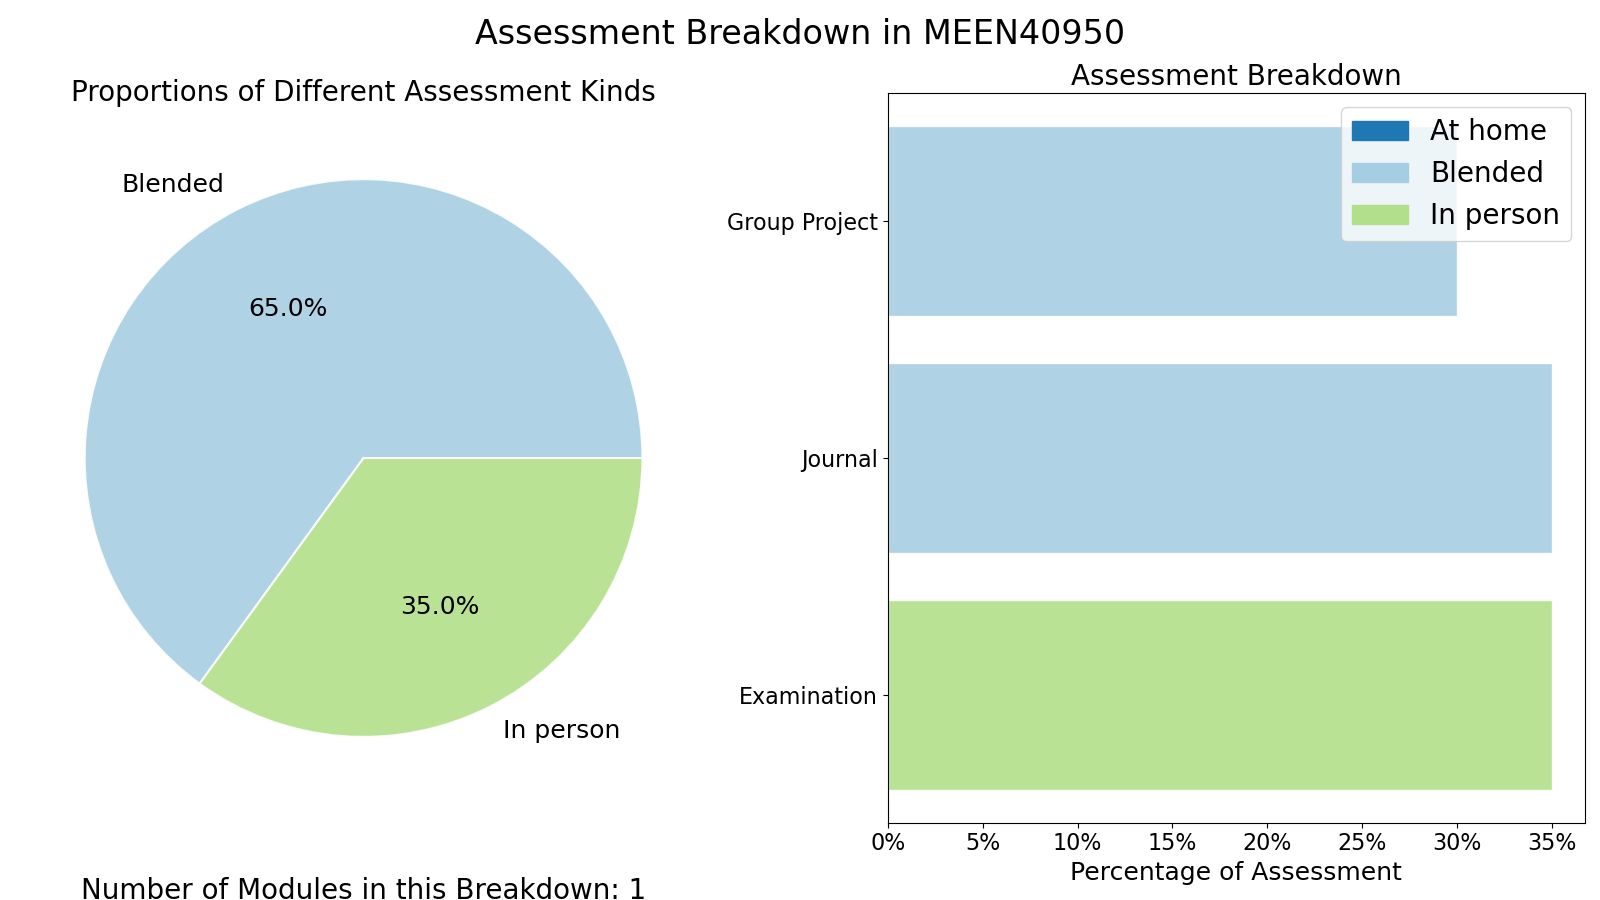 Assessment Breakdown in MEEN40950
Proportions of Different Assessment Kinds
Blended
65.0%
35.0%
In person
Number of Modules in this Breakdown: 1
Assessment Breakdown
At home
Blended
In person
Group Project
Journal
Examination
0% 5% 10% 15% 20% 25% 30% 35%
Percentage of Assessment